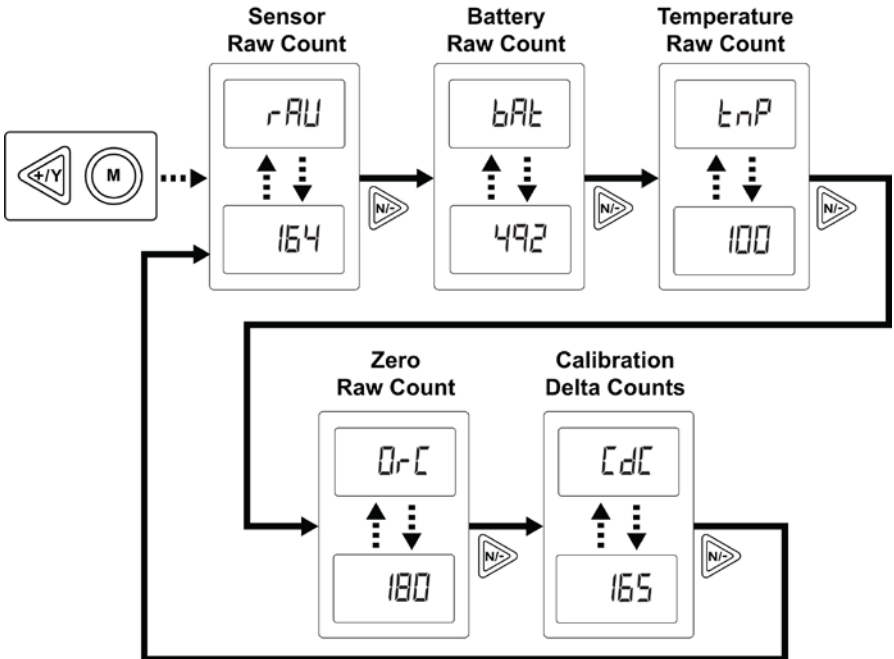 Sensor
Raw Count
Battery
Raw Count
Temperature
Raw Count
rAU
bAt
tnP
+/Y
M
N/-
N/-
N/-
164
492
100
Zero
Raw Count
Calibration
Delta Counts
0rC
CdC
N/-
N/-
180
165